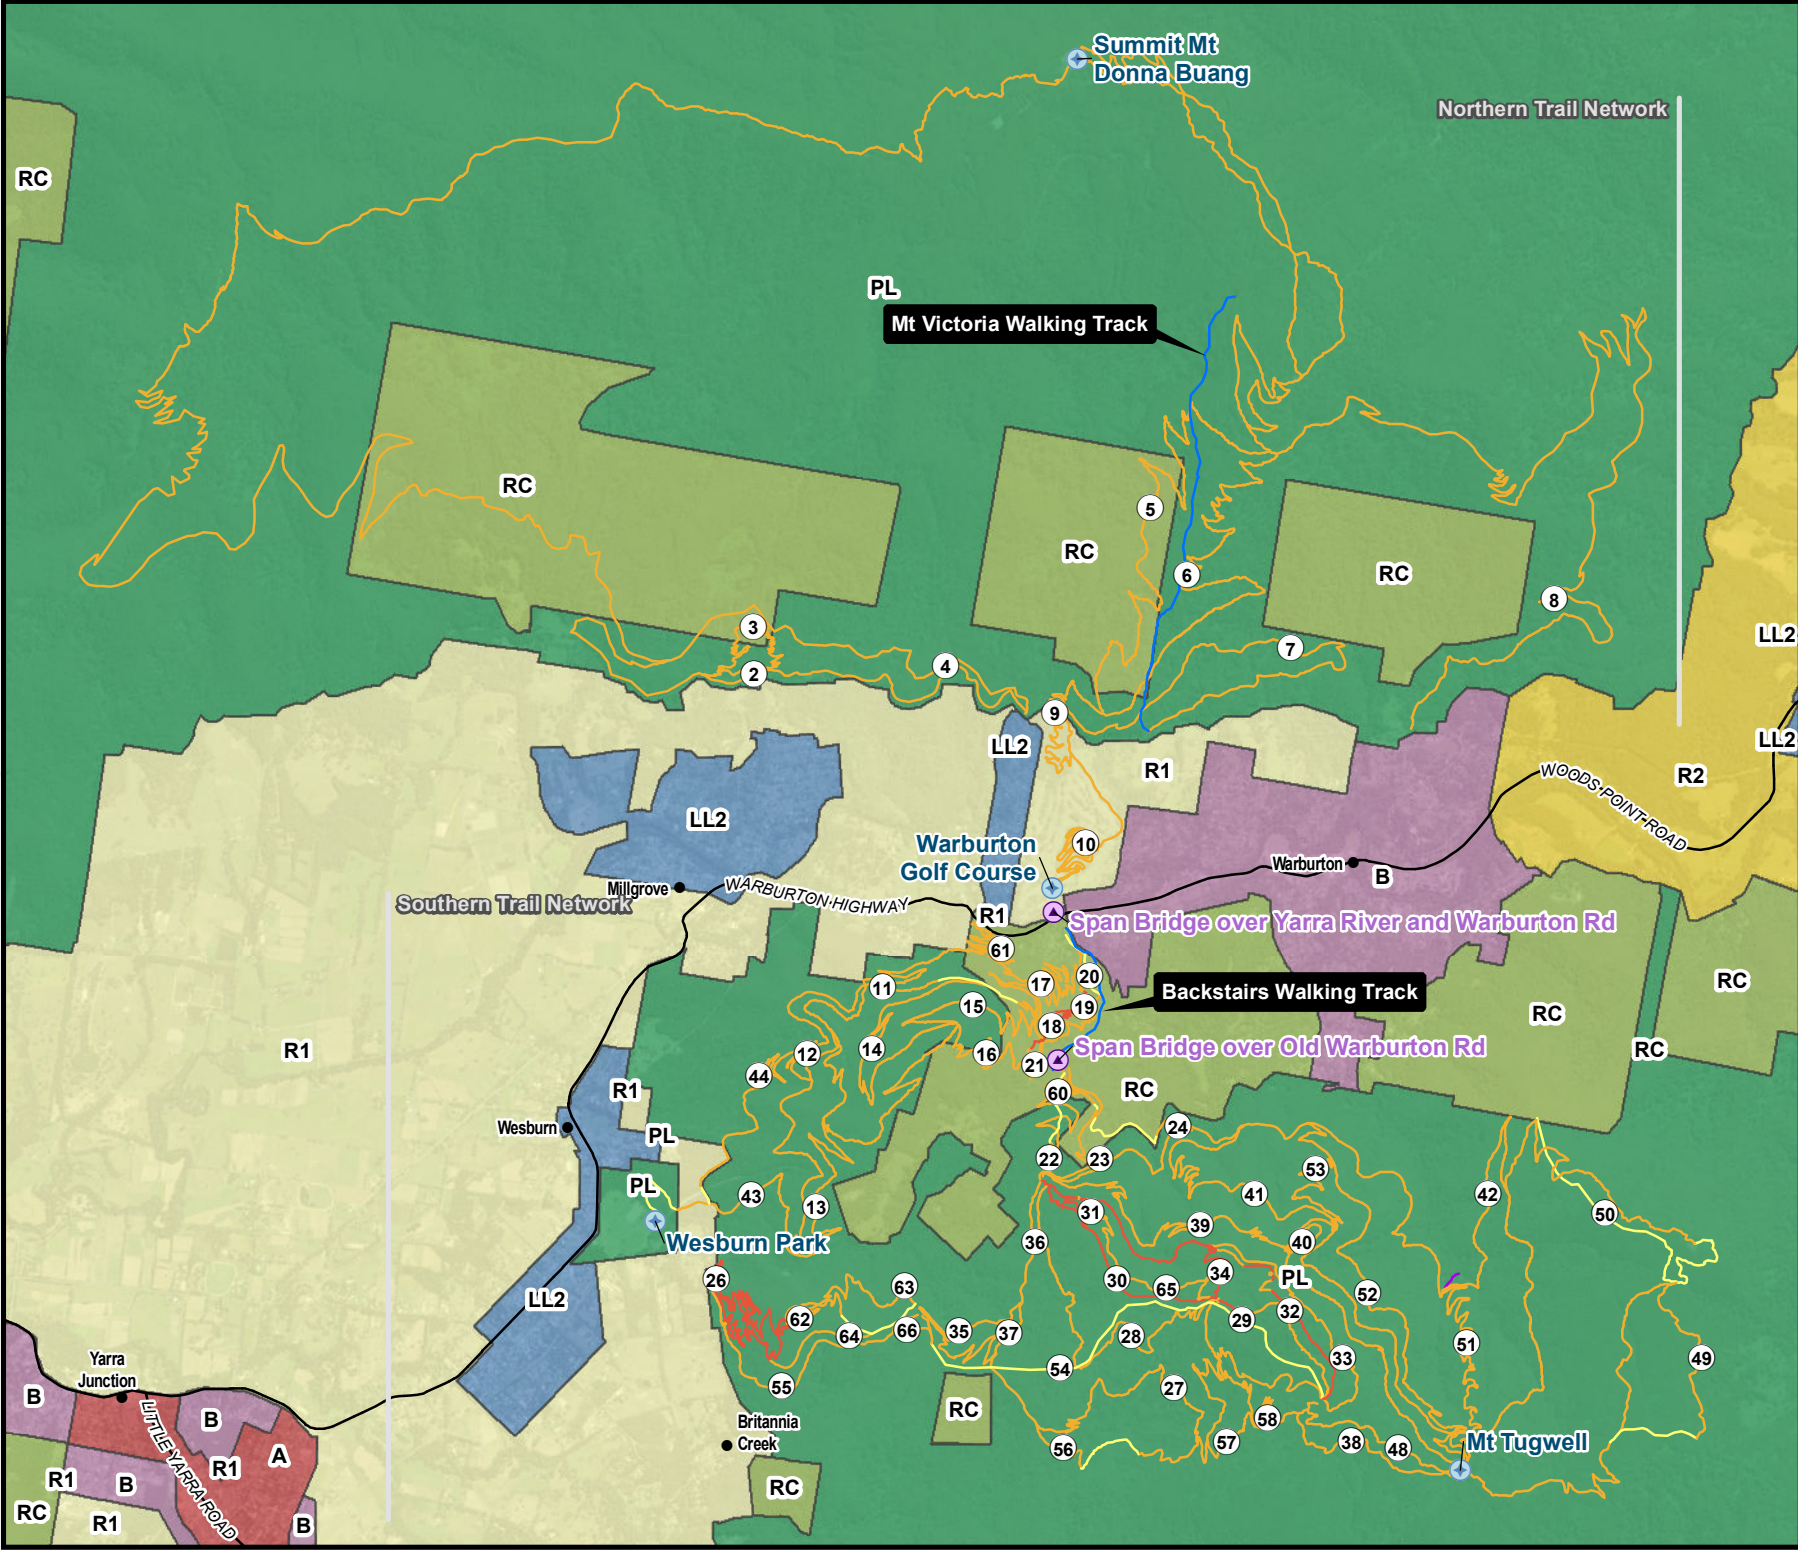 Summit Mt
Donna Buang
Northern Trail Network
RC
PL
Mt Victoria Walking Track
RC
5
RC
6
RC
8
3
2
4
7
LL2
9
LL2
R1
LL2
R2
WOODS-POINT-ROAD
LL2
10
Warburton
Golf Course
Warburton
B
Millgrove
WARBURTON HIGHWAY
Southern Trail Network
R1
Span Bridge over Yarra River and Warburton Rd
61
11
17
20
RC
Backstairs Walking Track
15
19
18
RC
R1
12
14
16
21
Span Bridge over Old Warburton Rd
RC
44
R1
60
RC
Wesburn
PL
24
22
23
53
PL
43
13
41
42
50
31
39
Wesburn Park
36
40
26
63
30
65
34
PL
52
LL2
62
64
66
35
37
28
29
32
51
33
49
Yarra
Junction
54
55
27
B
B
RC
58
Britannia
Creek
LITTLE YARRA ROAD
A
56
57
38
48
Mt Tugwell
R1
R1
B
RC
RC
R1
B